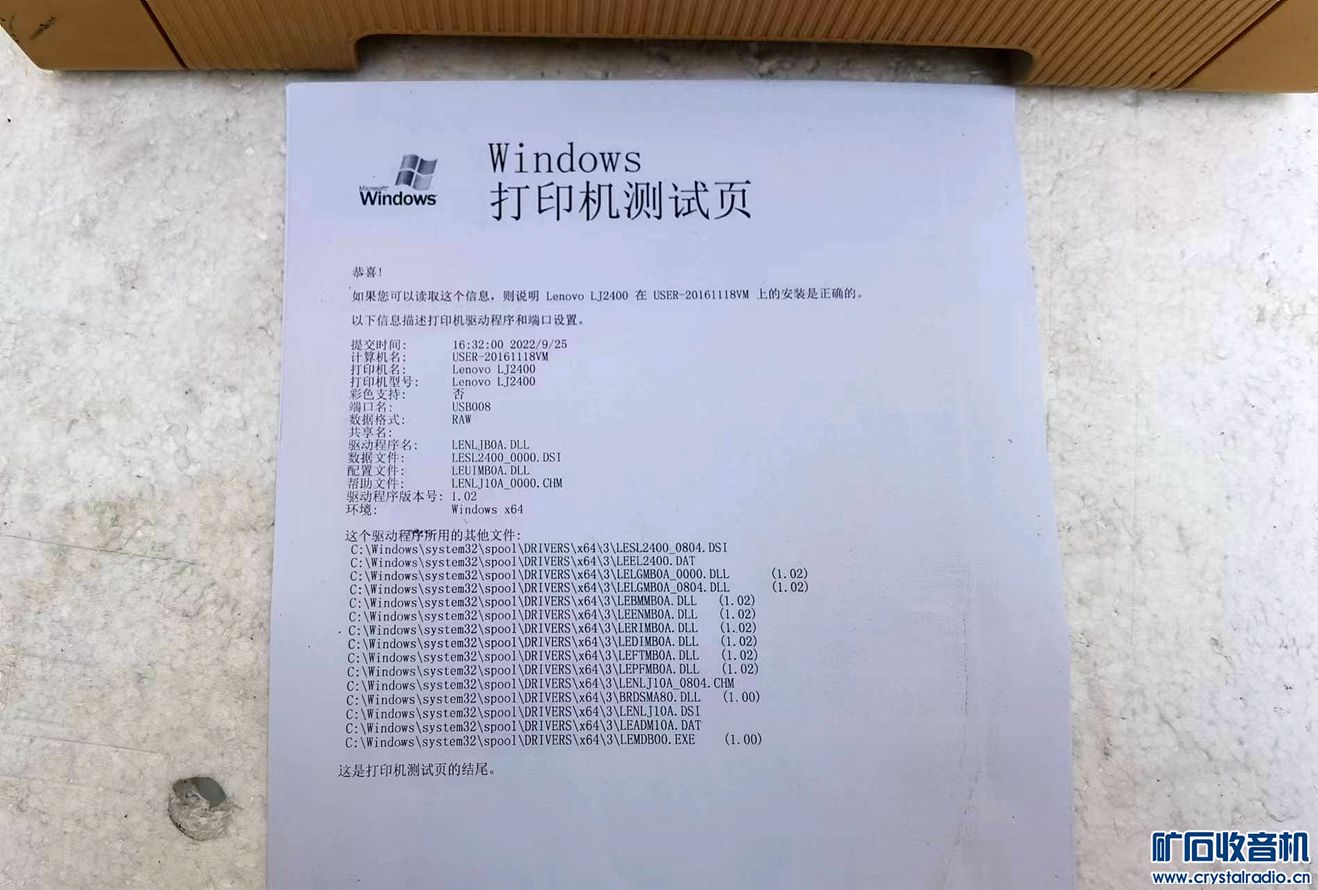 Microsoft
Windows
Windows
打印机测试页
恭喜！
如果您可以读取这个信息，则说明 Lenovo LJ2400 在 USER-20161118VM 上的安装是正确的。
以下信息描述打印机驱动程序和端口设置。
提交时间： 16:32:00 2022/9/25
计算机名： USER-20161118VM
打印机名： Lenovo LJ2400
打印机型号： Lenovo LJ2400
彩色支持： 否
端口名： USB008
数据格式： RAW
共享名：
驱动程序名： LENLJB0A.DLL
数据文件： LESL2400_0000.DSI
配置文件： LEUIMB0A.DLL
帮助文件： LENLJ10A_0000.CHM
驱动程序版本号： 1.02
环境： Windows x64
这个驱动程序所用的其他文件：
C:\Windows\system32\spool\DRIVERS\x64\3\LESL2400_0804.DSI
C:\Windows\system32\spool\DRIVERS\x64\3\LEEL2400.DAT
C:\Windows\system32\spool\DRIVERS\x64\3\LELGMB0A_0000.DLL (1.02)
C:\Windows\system32\spool\DRIVERS\x64\3\LELGMB0A_0804.DLL (1.02)
C:\Windows\system32\spool\DRIVERS\x64\3\LEBMMB0A.DLL (1.02)
C:\Windows\system32\spool\DRIVERS\x64\3\LEENMB0A.DLL (1.02)
C:\Windows\system32\spool\DRIVERS\x64\3\LERIMB0A.DLL (1.02)
C:\Windows\system32\spool\DRIVERS\x64\3\LEDIMB0A.DLL (1.02)
C:\Windows\system32\spool\DRIVERS\x64\3\LEFTMB0A.DLL (1.02)
C:\Windows\system32\spool\DRIVERS\x64\3\LEPFMB0A.DLL (1.02)
C:\Windows\system32\spool\DRIVERS\x64\3\LENLJ10A_0804.CHM
C:\Windows\system32\spool\DRIVERS\x64\3\BRDSMA80.DLL (1.00)
C:\Windows\system32\spool\DRIVERS\x64\3\LENLJ10A.DSI
C:\Windows\system32\spool\DRIVERS\x64\3\LEADM10A.DAT
C:\Windows\system32\spool\DRIVERS\x64\3\LEMDB00.EXE (1.00)
这是打印机测试页的结尾。
矿石收音机
www.crystalradio.cn